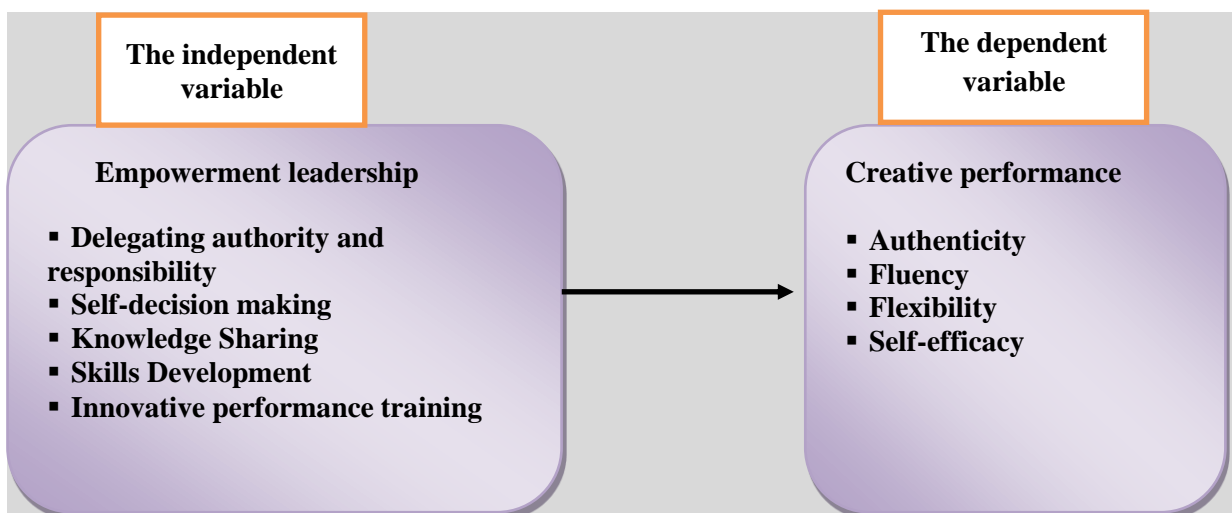 The independent
variable
Empowerment leadership
▪ Delegating authority and
responsibility
▪ Self-decision making
▪ Knowledge Sharing
▪ Skills Development
▪ Innovative performance training
The dependent
variable
Creative performance
▪ Authenticity
▪ Fluency
▪ Flexibility
▪ Self-efficacy